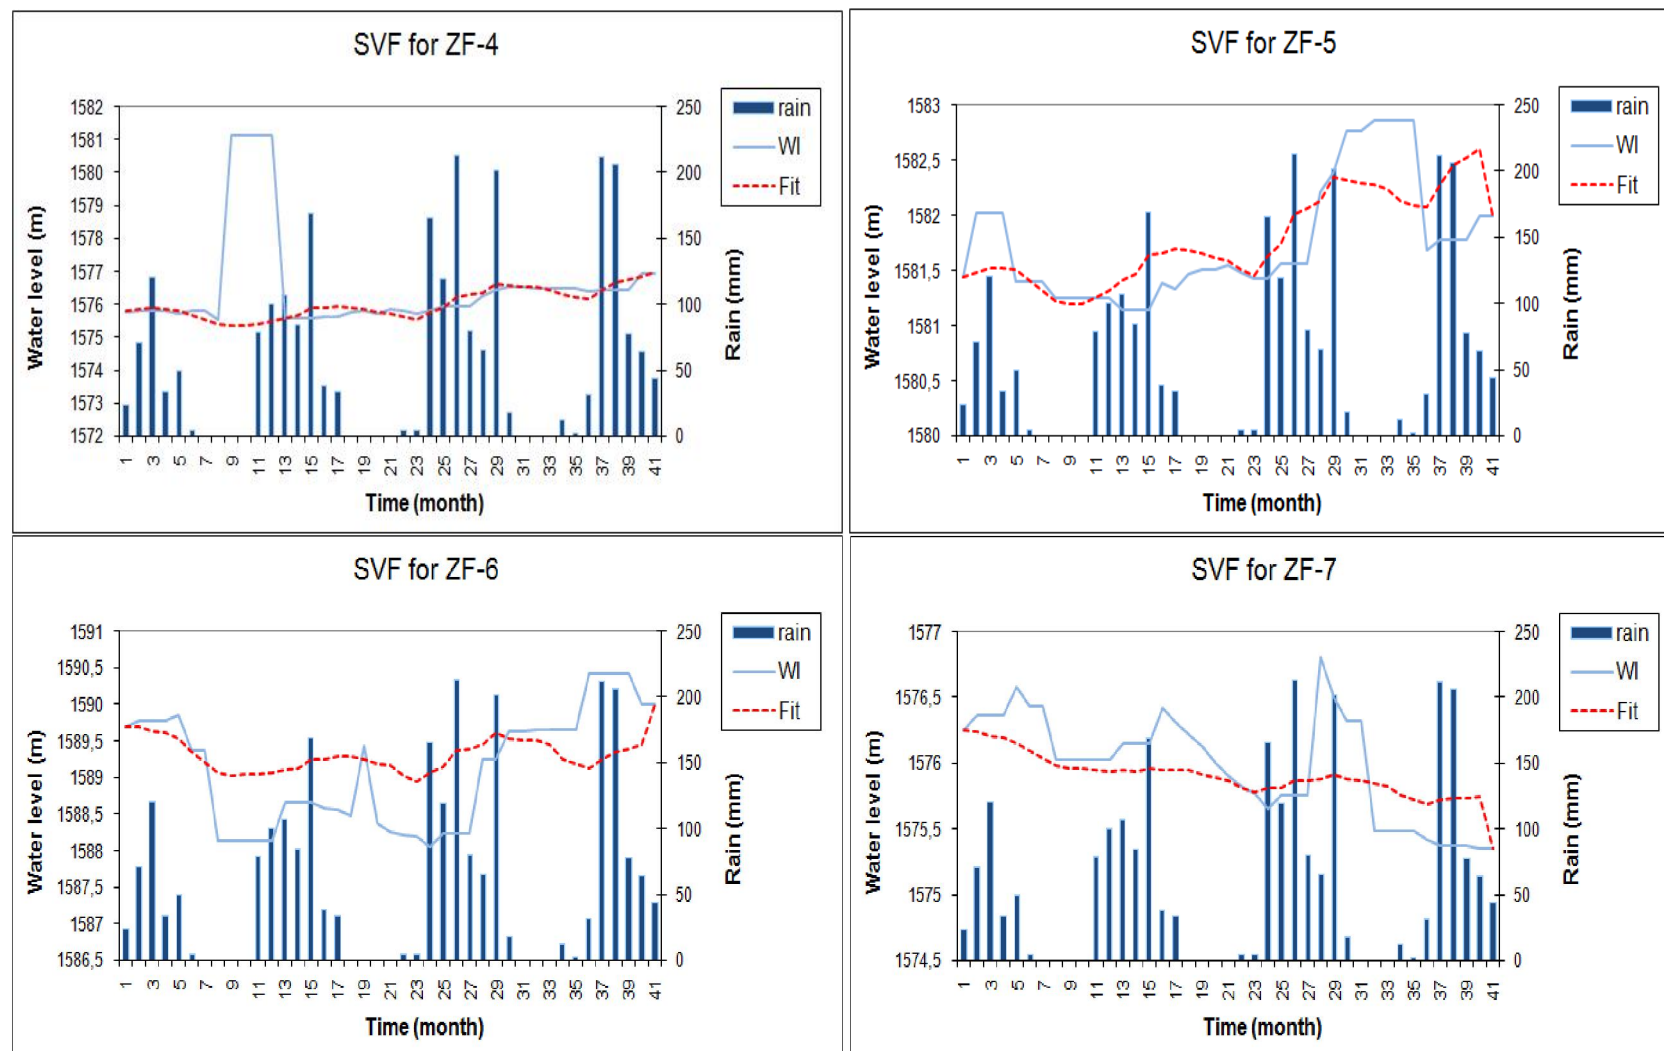 SVF for ZF-4
1582
1581
1580
1579
1578
1577
1576
1575
1574
1573
1572
Water level (m)
250
200
150
100
50
0
Rain (mm)
rain
Wl
Fit
1 3 5 7 9 11 13 15 17 19 21 23 25 27 29 31 33 35 37 39 41
Time (month)
SVF for ZF-5
1583
1582,5
1582
1581,5
1581
1580,5
1580
Water level (m)
250
200
150
100
50
0
Rain (mm)
rain
Wl
Fit
1 3 5 7 9 11 13 15 17 19 21 23 25 27 29 31 33 35 37 39 41
Time (month)
SVF for ZF-6
1591
1590,5
1590
1589,5
1589
1588,5
1588
1587,5
1587
1586,5
Water level (m)
250
200
150
100
50
0
Rain (mm)
rain
Wl
Fit
1 3 5 7 9 11 13 15 17 19 21 23 25 27 29 31 33 35 37 39 41
Time (month)
SVF for ZF-7
1577
1576,5
1576
1575,5
1575
1574,5
Water level (m)
250
200
150
100
50
0
Rain (mm)
rain
Wl
Fit
1 3 5 7 9 11 13 15 17 19 21 23 25 27 29 31 33 35 37 39 41
Time (month)